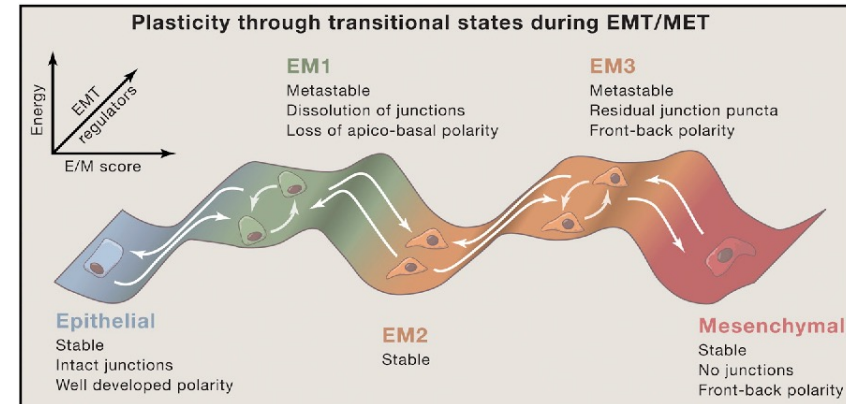 Plasticity through transitional states during EMT/MET
Energy
EMT
regulators
E/M score
EM1
Metastable
Dissolution of junctions
Loss of apico-basal polarity
EM3
Metastable
Residual junction puncta
Front-back polarity
Epithelial
Stable
Intact junctions
Well developed polarity
EM2
Stable
Mesenchymal
Stable
No junctions
Front-back polarity